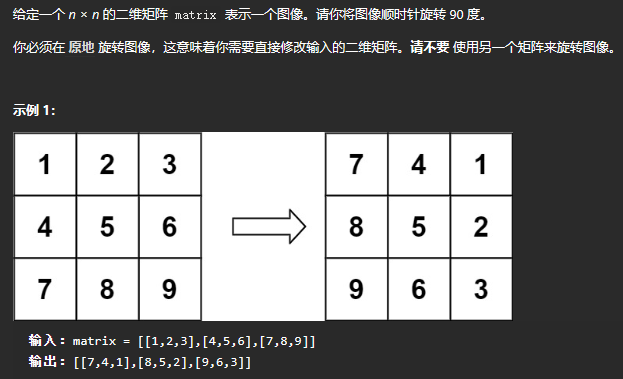 给定一个 n × n 的二维矩阵 matrix 表示一个图像。请你将图像顺时针旋转 90 度。
你必须在 原地 旋转图像，这意味着你需要直接修改输入的二维矩阵。请不要 使用另一个矩阵来旋转图像。
示例 1：
1 2 3 7 4 1
4 5 6 8 5 2
7 8 9 9 6 3
输入：matrix = [[1,2,3],[4,5,6],[7,8,9]]
输出：[[7,4,1],[8,5,2],[9,6,3]]